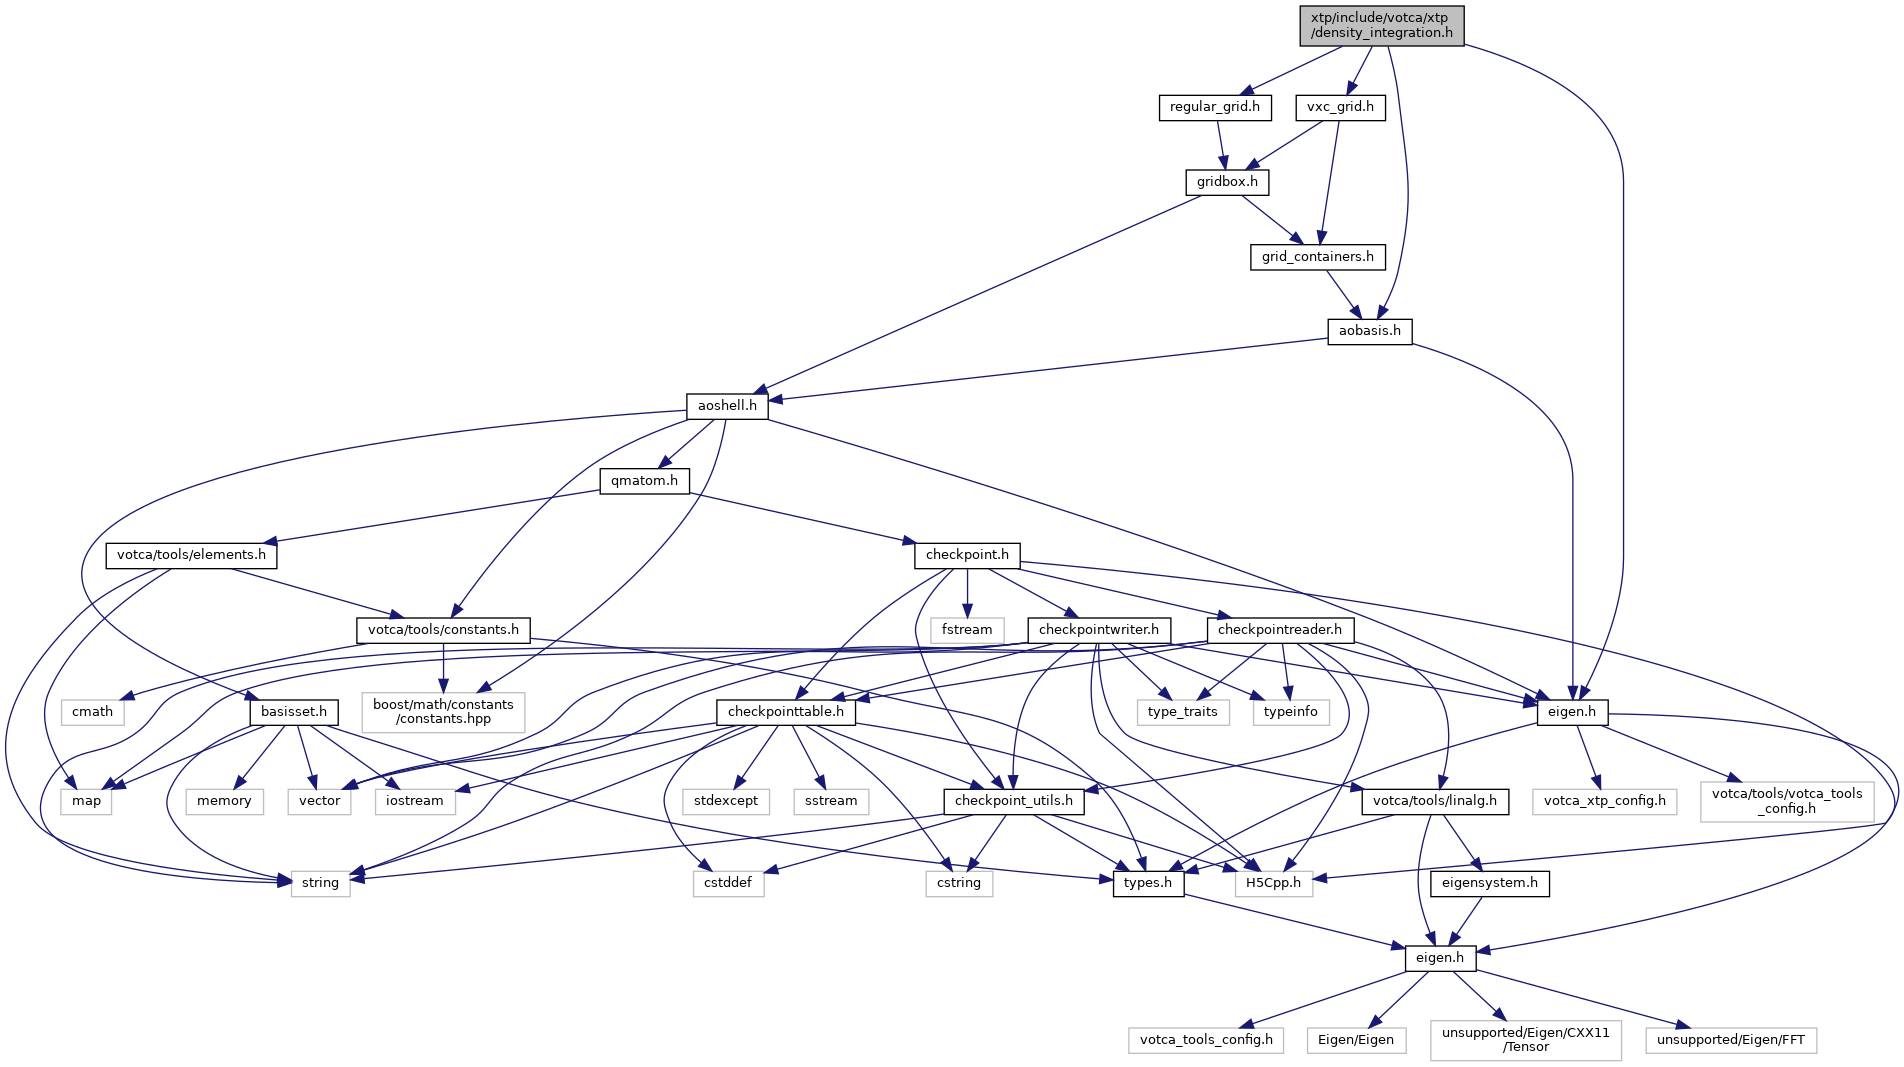 xtp/include/votca/xtp
/density_integration.h
regular_grid.h
vxc_grid.h
gridbox.h
grid_containers.h
aobasis.h
aoshell.h
qmatom.h
votca/tools/elements.h
checkpoint.h
votca/tools/constants.h
fstream
checkpointwriter.h
checkpointreader.h
cmath
basisset.h
boost/math/constants
/constants.hpp
checkpointtable.h
type_traits
typeinfo
eigen.h
map
memory
vector
iostream
stdexcept
sstream
checkpoint_utils.h
votca/tools/linalg.h
votca_xtp_config.h
votca/tools/votca_tools
_config.h
string
cstddef
cstring
types.h
H5Cpp.h
eigensystem.h
eigen.h
votca_tools_config.h
Eigen/Eigen
unsupported/Eigen/CXX11
/Tensor
unsupported/Eigen/FFT